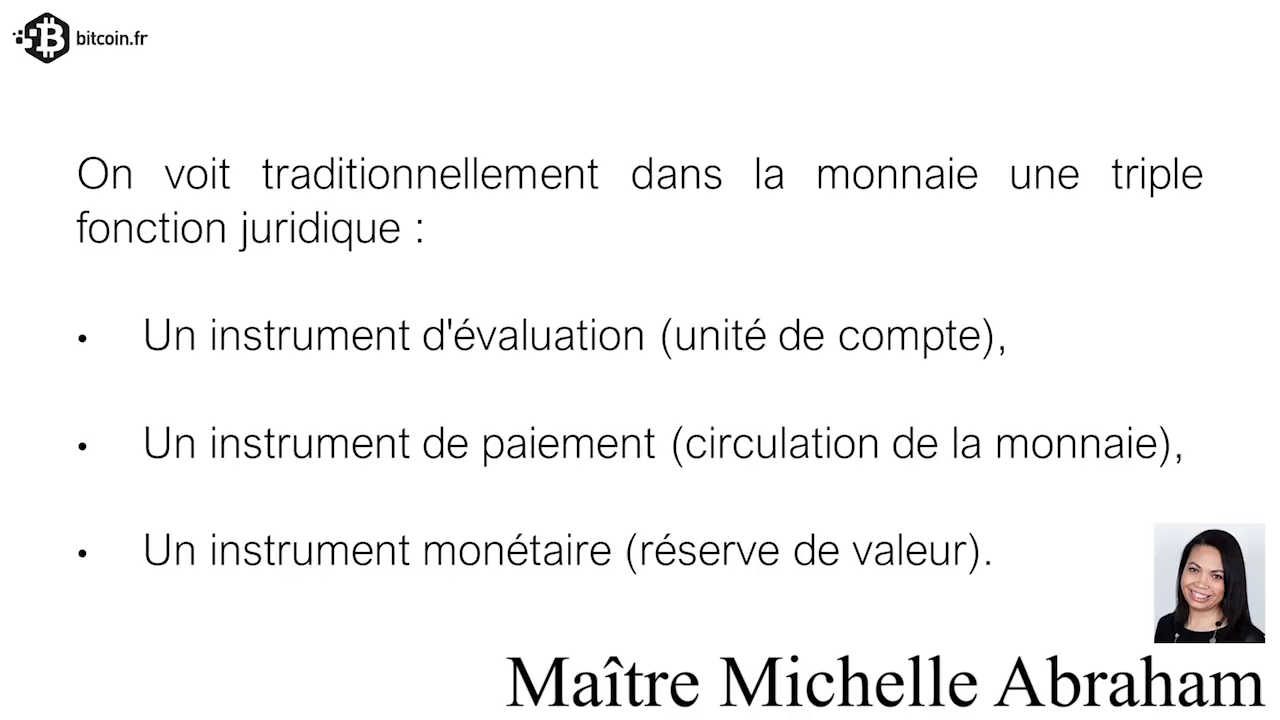 bitcoin.fr
On voit traditionnellement dans la monnaie une triple
fonction juridique :
• Un instrument d'évaluation (unité de compte),
• Un instrument de paiement (circulation de la monnaie),
• Un instrument monétaire (réserve de valeur).
Maître Michelle Abraham